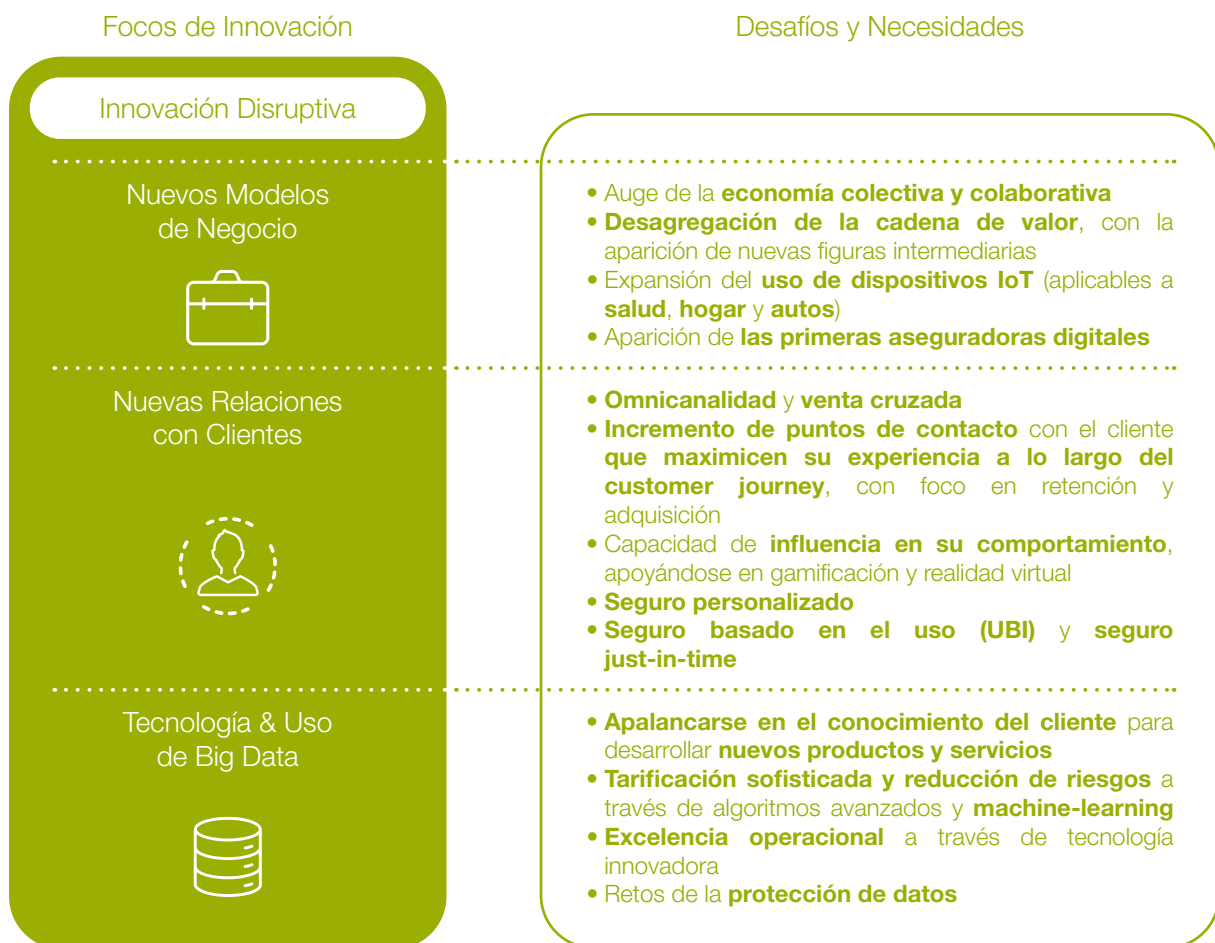 Focos de Innovación
Desafíos y Necesidades
Innovación Disruptiva
Nuevos Modelos
de Negocio
• Auge de la economía colectiva y colaborativa
• Desagregación de la cadena de valor, con la
aparición de nuevas figuras intermediarias
• Expansión del uso de dispositivos IoT (aplicables a
salud, hogar y autos)
• Aparición de las primeras aseguradoras digitales
Nuevas Relaciones
con Clientes
• Omnicanalidad y venta cruzada
• Incremento de puntos de contacto con el cliente
que maximicen su experiencia a lo largo del
customer journey, con foco en retención y
adquisición
• Capacidad de influencia en su comportamiento,
apoyándose en gamificación y realidad virtual
• Seguro personalizado
• Seguro basado en el uso (UBI) y seguro
just-in-time
Tecnología & Uso
de Big Data
• Apalancarse en el conocimiento del cliente para
desarrollar nuevos productos y servicios
• Tarificación sofisticada y reducción de riesgos a
través de algoritmos avanzados y machine-learning
• Excelencia operacional a través de tecnología
innovadora
• Retos de la protección de datos